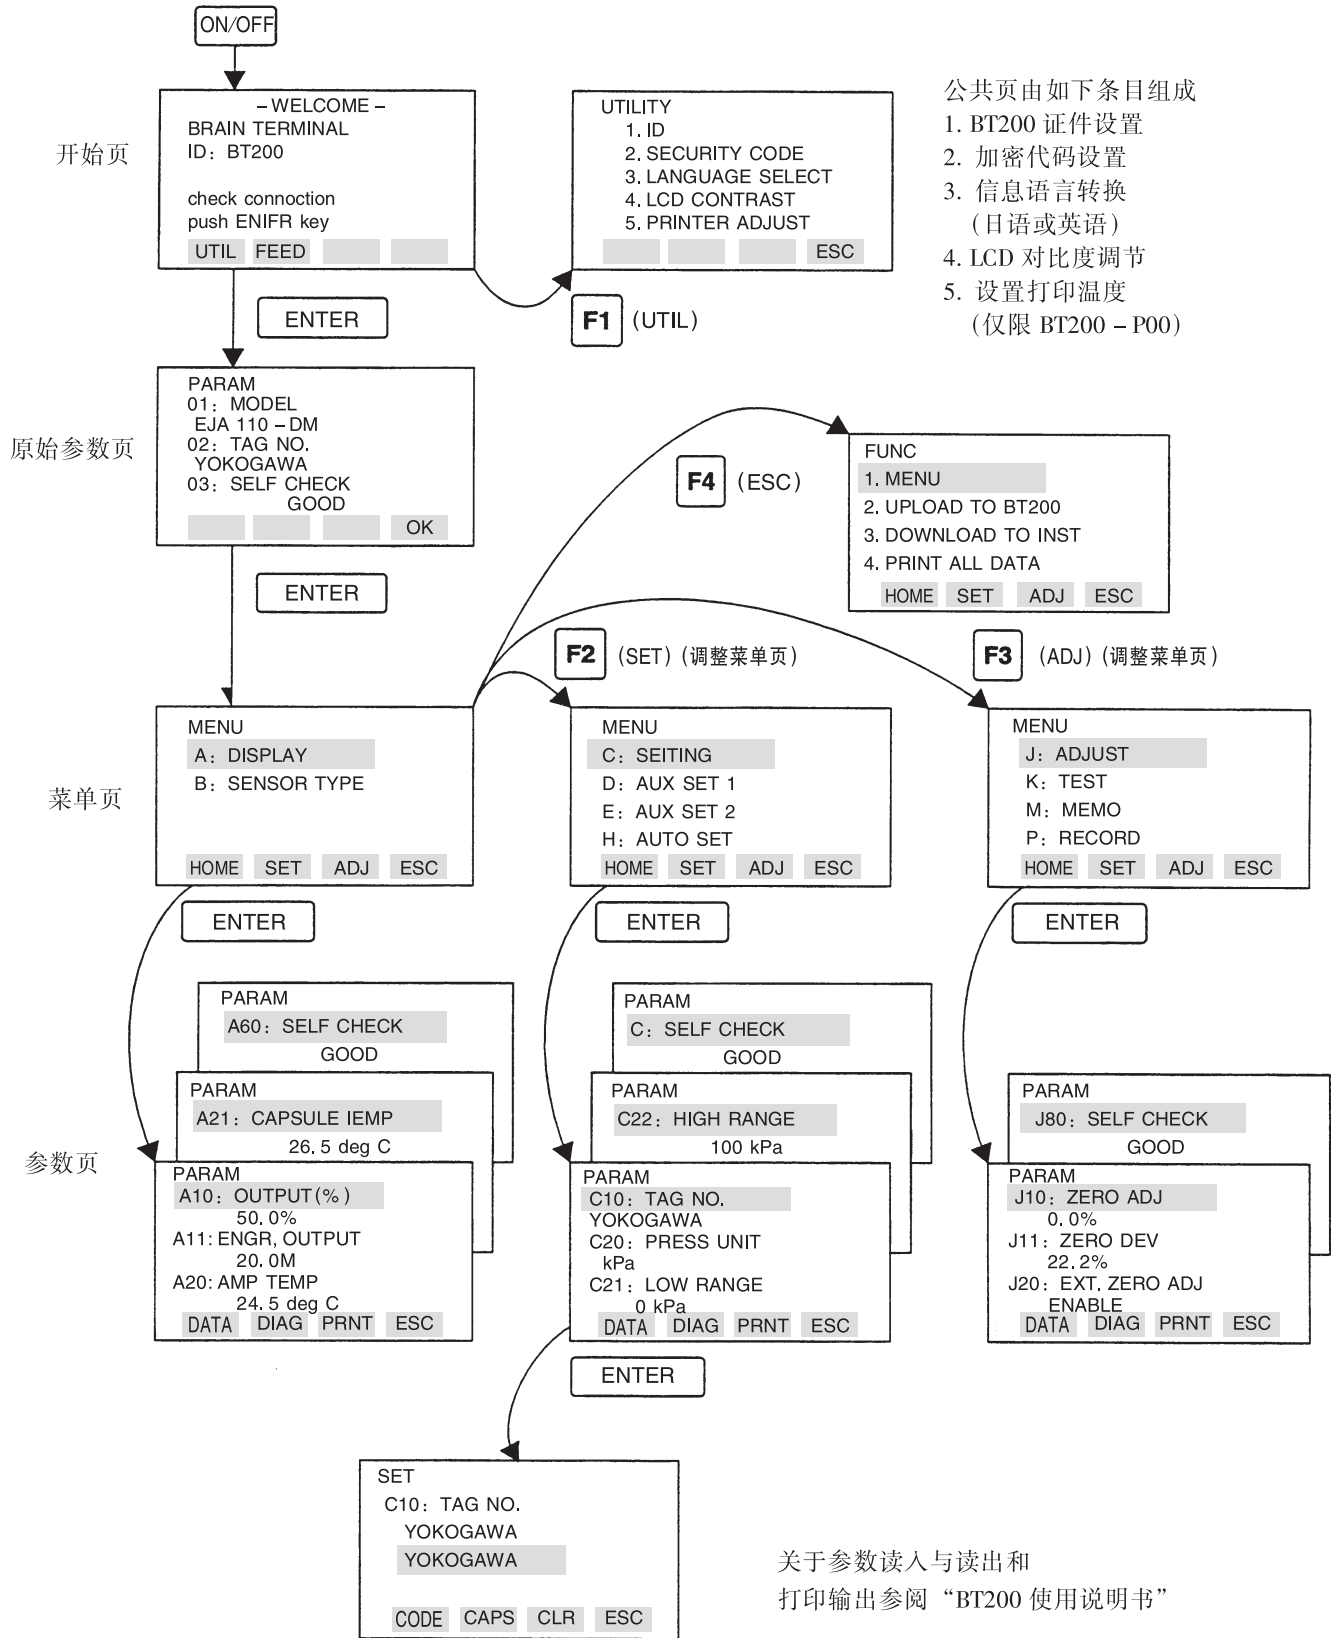 ON/OFF
开始页
–WELCOME–
BRAIN TERMINAL
ID: BT200
check connoction
push ENIFR key
UTIL FEED
UTILITY
1. ID
2. SECURITY CODE
3. LANGUAGE SELECT
4. LCD CONTRAST
5. PRINTER ADJUST
ESC
公共页由如下条目组成
1. BT200 证件设置
2. 加密代码设置
3. 信息语言转换
(日语或英语)
4. LCD 对比度调节
5. 设置打印温度
(仅限 BT200 – P00)
ENTER
F1 (UTIL)
原始参数页
PARAM
01: MODEL
EJA 110 – DM
02: TAG NO.
YOKOGAWA
03: SELF CHECK
GOOD
OK
F4 (ESC)
FUNC
1. MENU
2. UPLOAD TO BT200
3. DOWNLOAD TO INST
4. PRINT ALL DATA
HOME SET ADJ ESC
ENTER
F2 (SET) (调整菜单页)
F3 (ADJ) (调整菜单页)
菜单页
MENU
A: DISPLAY
B: SENSOR TYPE
HOME SET ADJ ESC
MENU
C: SEITING
D: AUX SET 1
E: AUX SET 2
H: AUTO SET
HOME SET ADJ ESC
MENU
J: ADJUST
K: TEST
M: MEMO
P: RECORD
HOME SET ADJ ESC
ENTER
ENTER
ENTER
参数页
PARAM
A60: SELF CHECK
GOOD
PARAM
A21: CAPSULE IEMP
26.5 deg C
PARAM
A10: OUTPUT(%)
50.0%
A11: ENGR, OUTPUT
20.0M
A20: AMP TEMP
24.5 deg C
DATA DIAG PRNT ESC
PARAM
C: SELF CHECK
GOOD
PARAM
C22: HIGH RANGE
100 kPa
PARAM
C10: TAG NO.
YOKOGAWA
C20: PRESS UNIT
kPa
C21: LOW RANGE
0 kPa
DATA DIAG PRNT ESC
PARAM
J80: SELF CHECK
GOOD
PARAM
J10: ZERO ADJ
0.0%
J11: ZERO DEV
22.2%
J20: EXT. ZERO ADJ
ENABLE
DATA DIAG PRNT ESC
ENTER
SET
C10: TAG NO.
YOKOGAWA
YOKOGAWA
CODE CAPS CLR ESC
关于参数读入与读出和
打印输出参阅“BT200 使用说明书”